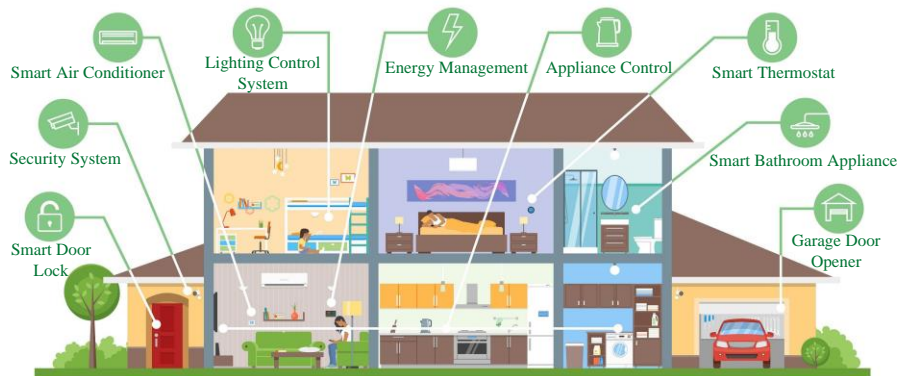 Smart Air Conditioner
Lighting Control
System
Energy Management
Appliance Control
Smart Thermostat
Security System
Smart Bathroom Appliance
Smart Door
Lock
Garage Door
Opener